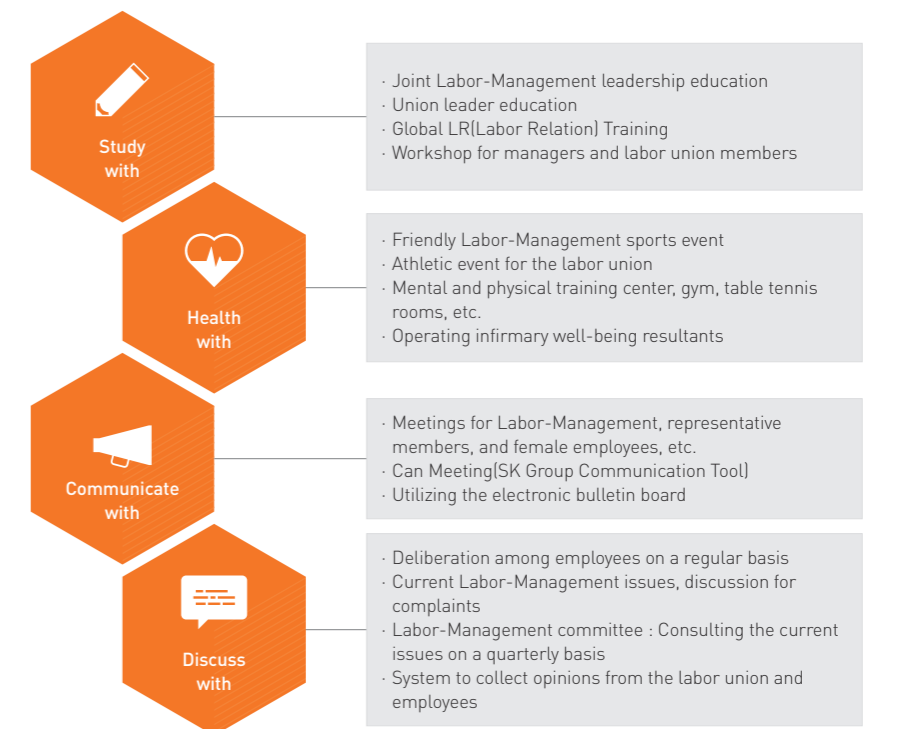 Study
with
· Joint Labor-Management leadership education
· Union leader education
· Global LR(Labor Relation) Training
· Workshop for managers and labor union members
Health
with
· Friendly Labor-Management sports event
· Athletic event for the labor union
· Mental and physical training center, gym, table tennis
rooms, etc.
· Operating infirmary well-being resultants
Communicate
with
· Meetings for Labor-Management, representative
members, and female employees, etc.
· Can Meeting(SK Group Communication Tool)
· Utilizing the electronic bulletin board
Discuss
with
· Deliberation among employees on a regular basis
· Current Labor-Management issues, discussion for
complaints
· Labor-Management committee : Consulting the current
issues on a quarterly basis
· System to collect opinions from the labor union and
employees